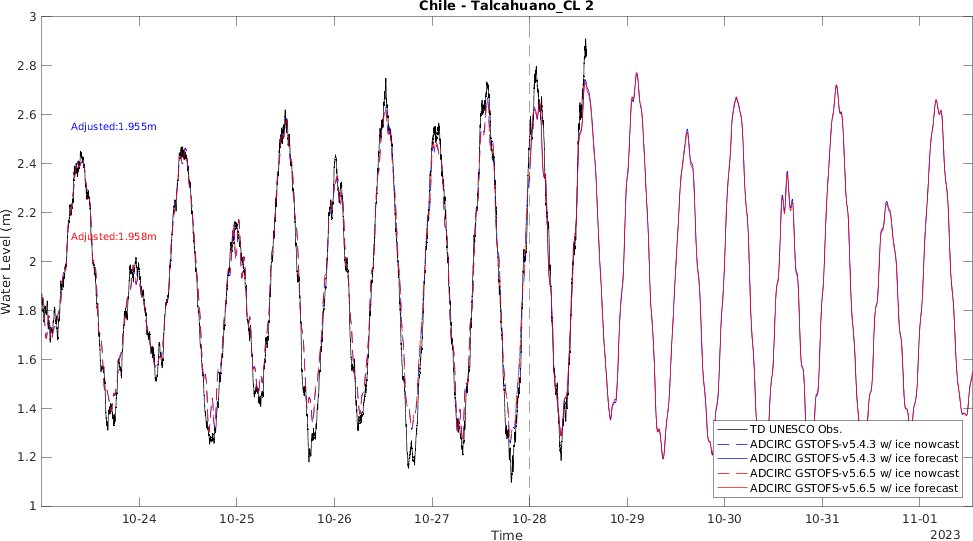 Chile - Talcahuano_CL 2
3
2.8
2.6
2.4
2.2
2
1.8
1.6
1.4
1.2
1
Water Level (m)
Adjusted:1.955m
Adjusted:1.958m
TD UNESCO Obs.
ADCIRC GSTOFS-v5.4.3 w/ ice nowcast
ADCIRC GSTOFS-v5.4.3 w/ ice forecast
ADCIRC GSTOFS-v5.6.5 w/ ice nowcast
ADCIRC GSTOFS-v5.6.5 w/ ice forecast
10-24 10-25 10-26 10-27 10-28 10-29 10-30 10-31 11-01
Time
2023